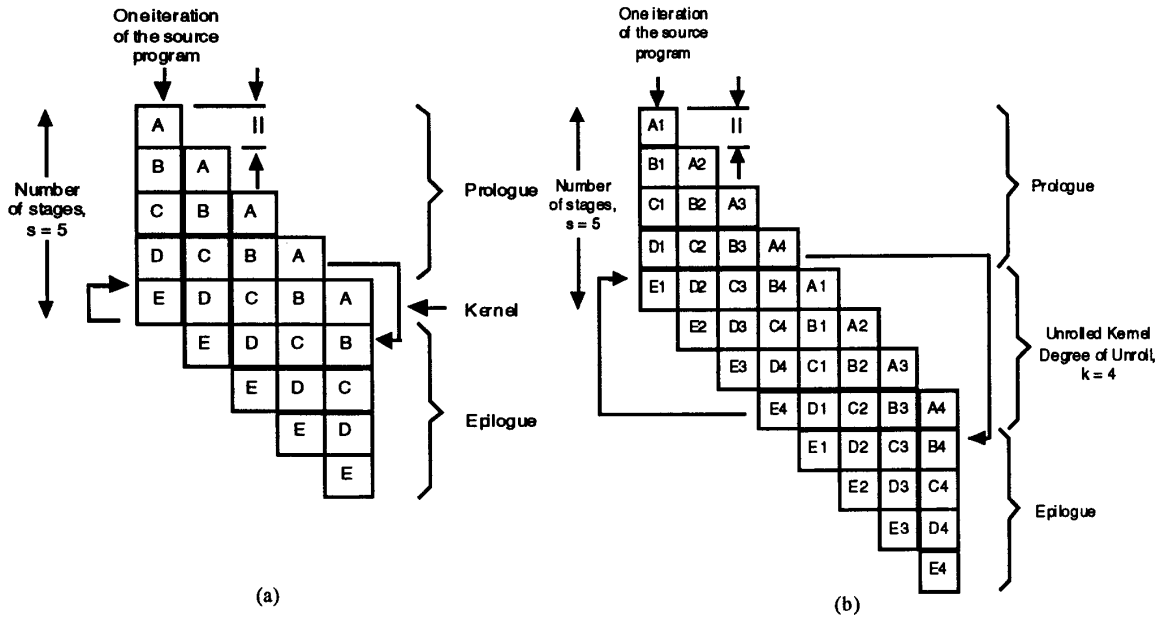 One iteration
of the source
program
A
II
B A
C B A
D C B A
E D C B A
E D C B
E D C
E D
E
Number
of stages,
s = 5
Prologue
Kernel
Epilogue
(a)
One iteration
of the source
program
A1
II
B1 A2
C1 B2 A3
D1 C2 B3 A4
E1 D2 C3 B4 A1
E2 D3 C4 B1 A2
E3 D4 C1 B2 A3
E4 D1 C2 B3 A4
E1 D2 C3 B4
E2 D3 C4
E3 D4
E4
Number
of stages,
s = 5
Prologue
Unrolled Kernel
Degree of Unroll,
k = 4
Epilogue
(b)